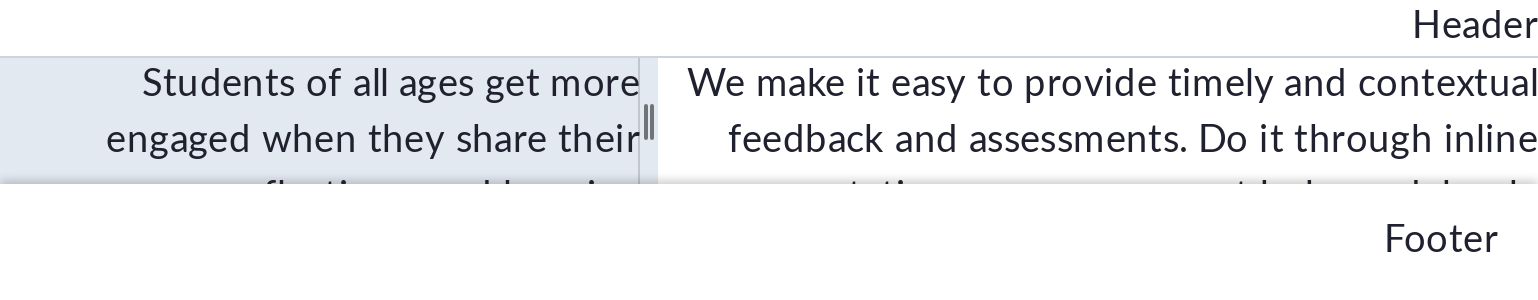 Header
We make it easy to provide timely and contextual
feedback and assessments. Do it through inline
Students of all ages get more
engaged when they share their
Footer